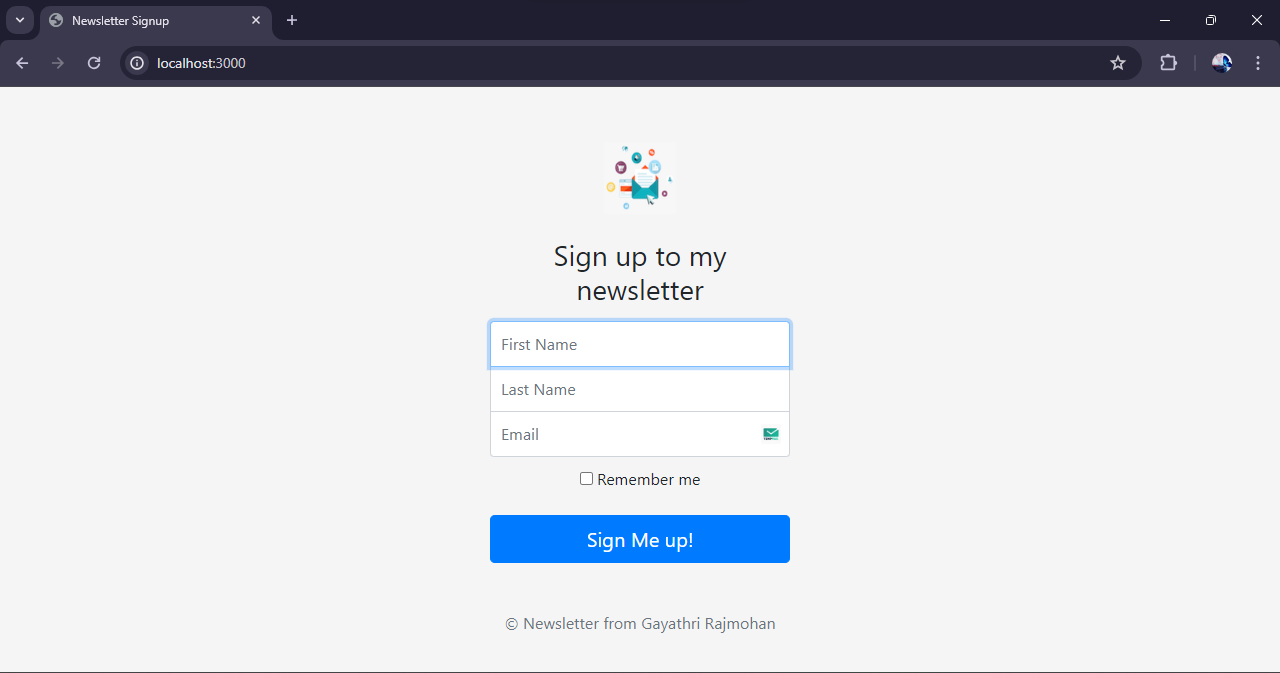 Newsletter Signup
localhost:3000
Sign up to my
newsletter
First Name
Last Name
Email
Remember me
Sign Me up!
© Newsletter from Gayathri Rajmohan